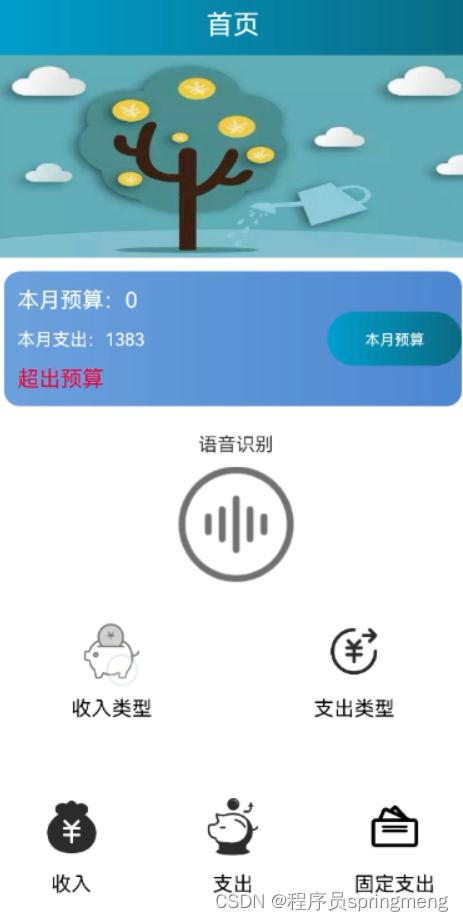 首页
本月预算：0
本月支出：1383
本月预算
超出预算
语音识别
收入类型 支出类型
收入 支出 固定支出
CSDN @程序员springmeng